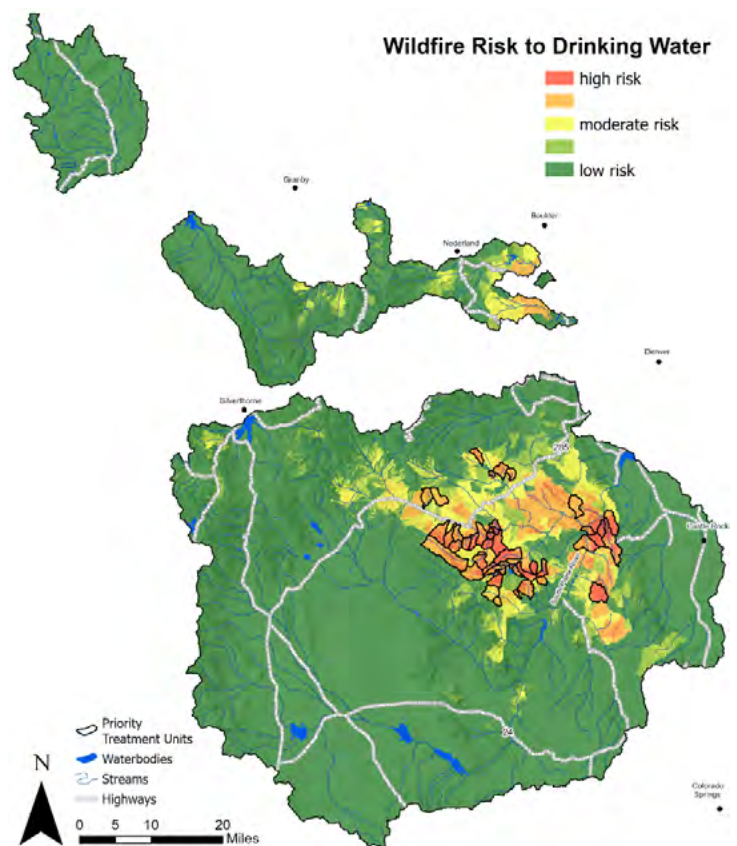 Wildfire Risk to Drinking Water
high risk
moderate risk
low risk
Granby
Boulder
Nederland
Denver
Silverthorne
285
Castle Rock
24
Priority
Treatment Units
Waterbodies
Streams
Highways
N
0 5 10 20
Miles
Colorado
Springs